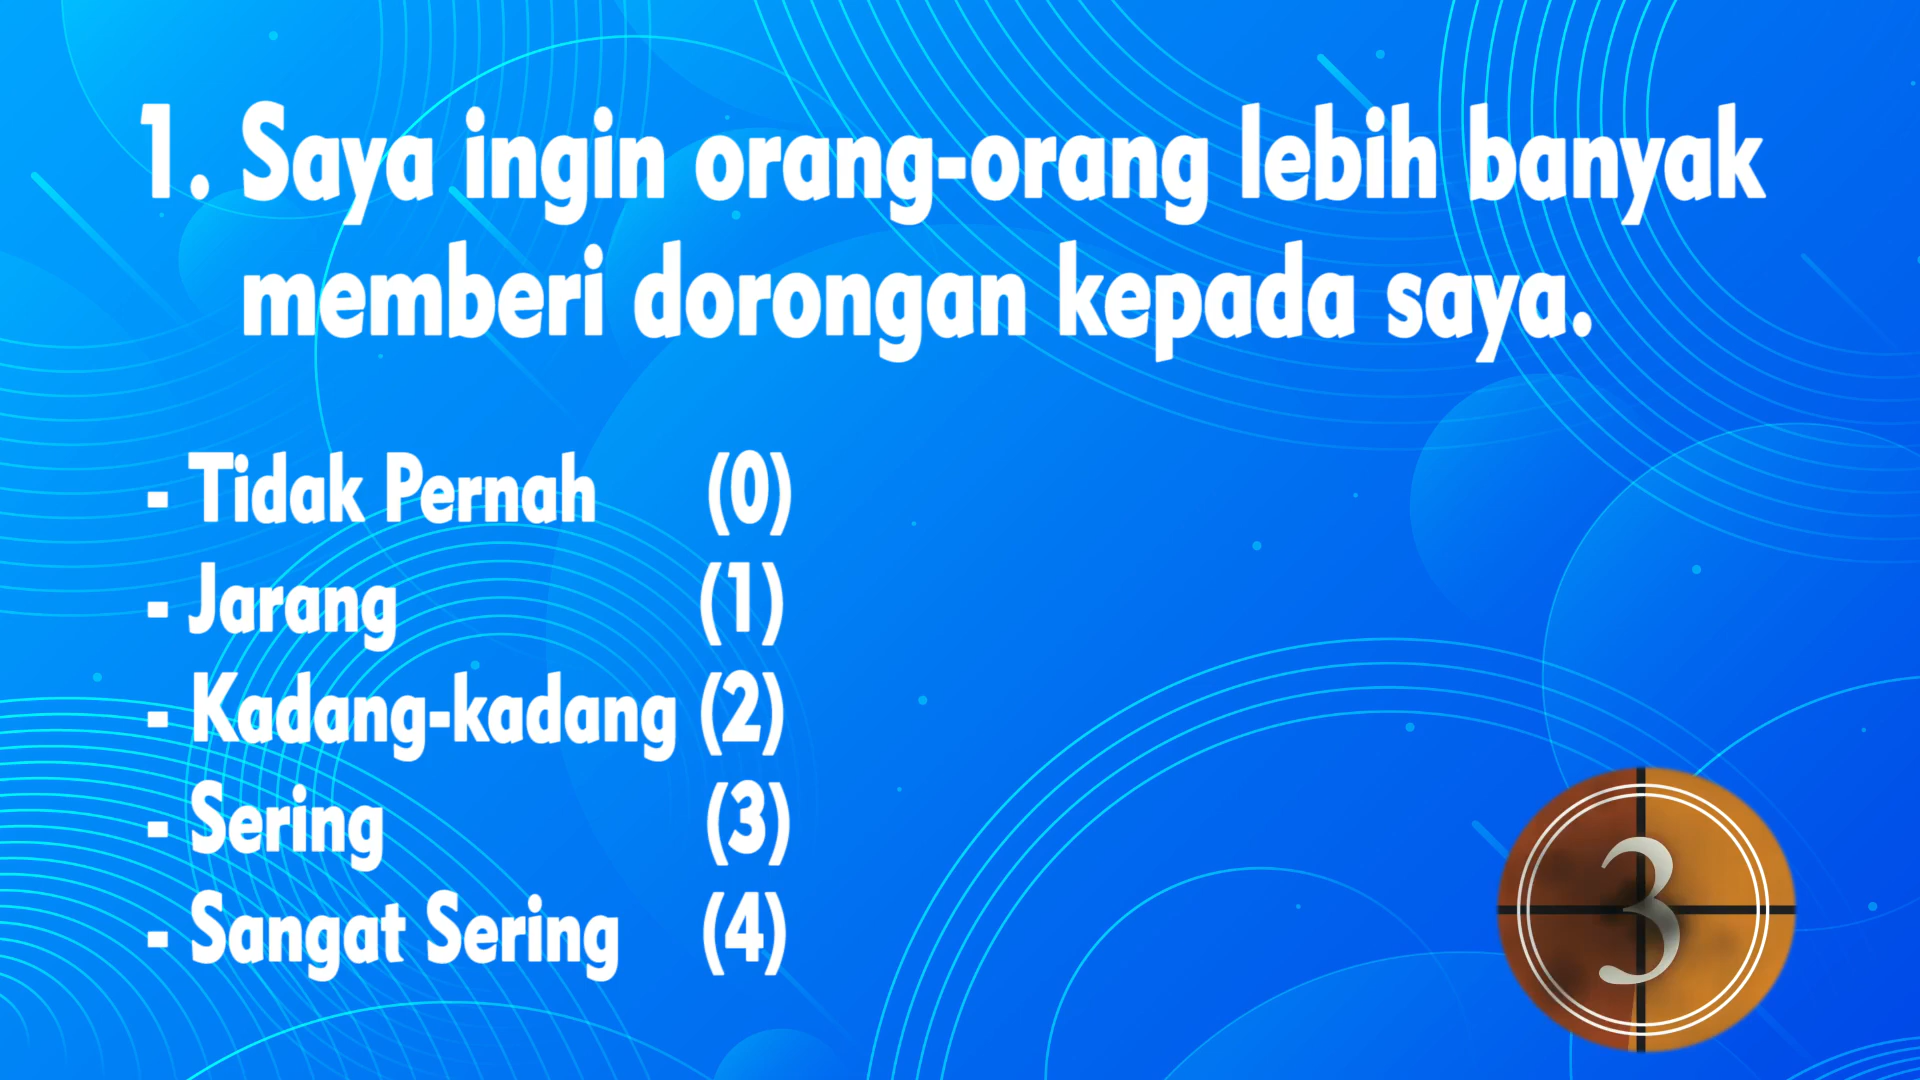 1. Saya ingin orang-orang lebih banyak
memberi dorongan kepada saya.
- Tidak Pernah (0)
- Jarang (1)
- Kadang-kadang (2)
- Sering (3)
- Sangat Sering (4)
3